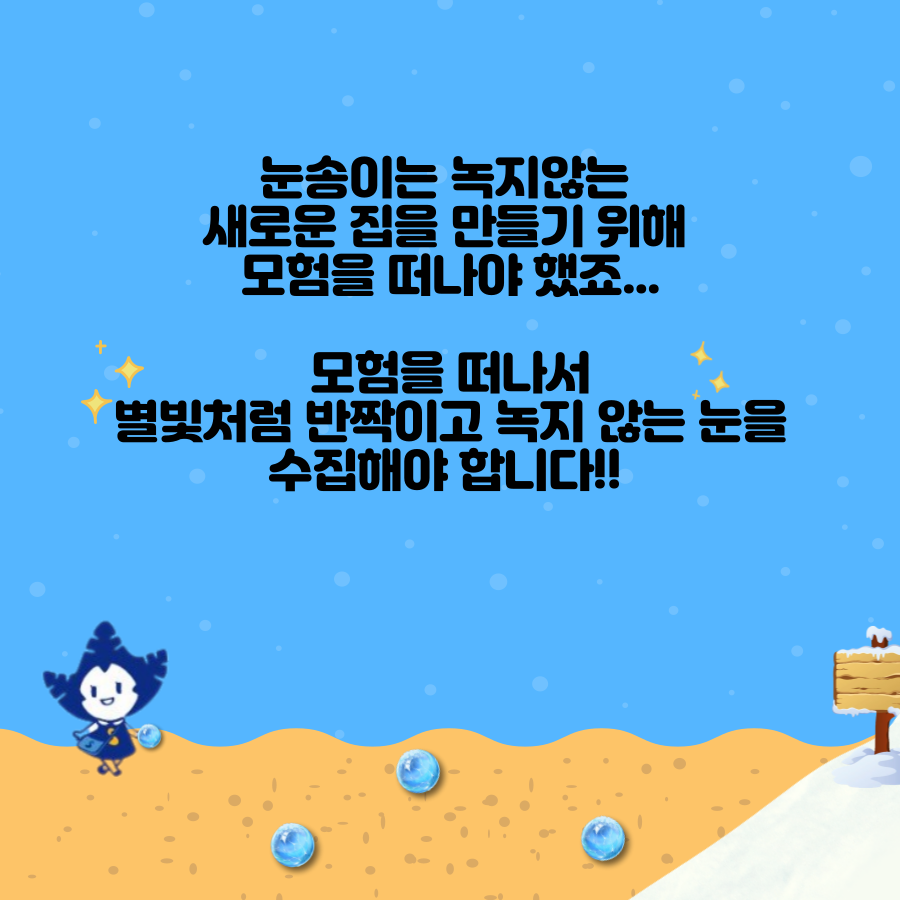 눈송이는 녹지않는
새로운 집을 만들기 위해
모험을 떠나야 했죠...
모험을 떠나서
별빛처럼 반짝이고 녹지 않는 눈을
수집해야 합니다!!